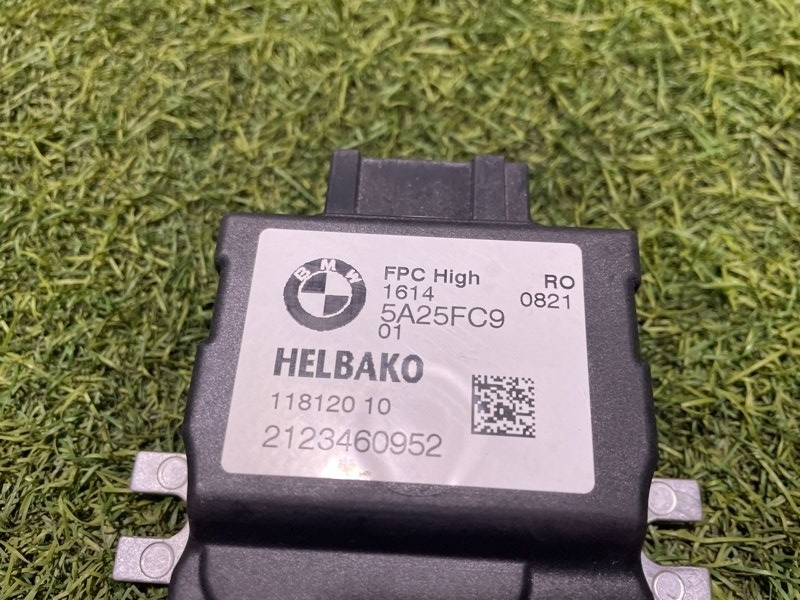 BMW
FPC High RO
1614 0821
5A25FC9
01
HELBAKO
118120 10
2123460952